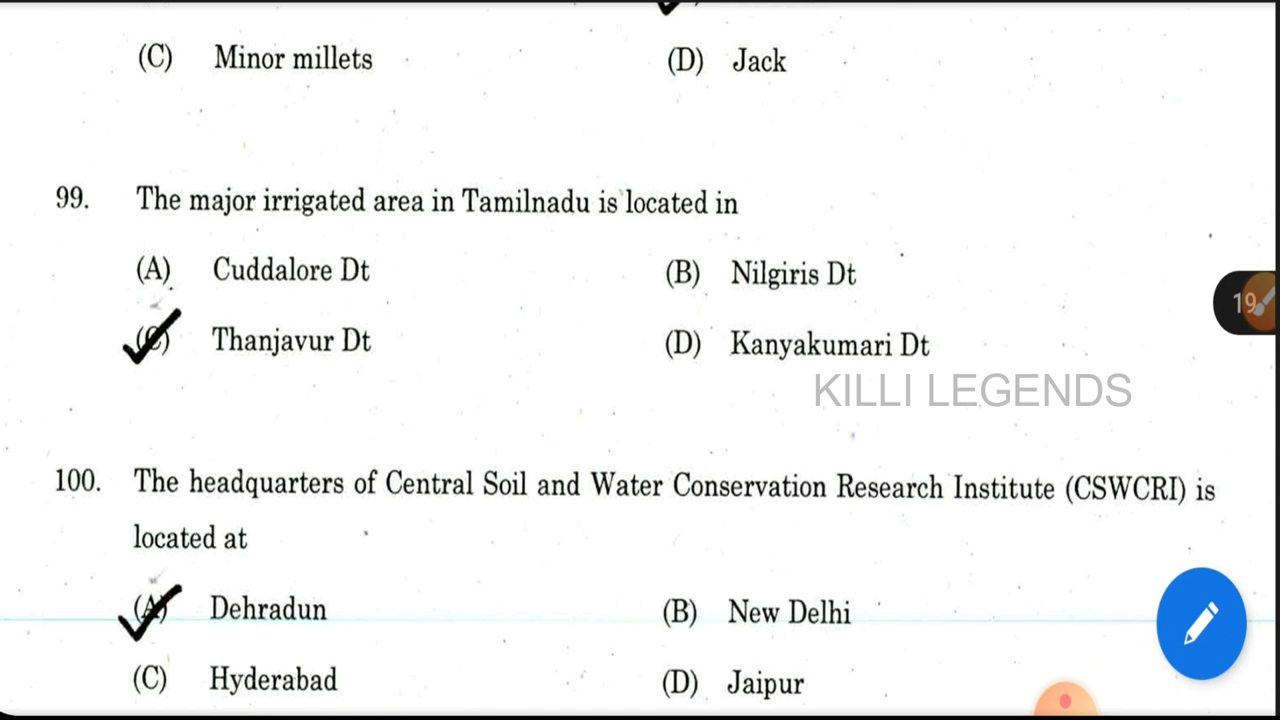 (C) Minor millets (D) Jack
99. The major irrigated area in Tamilnadu is located in
(A) Cuddalore Dt (B) Nilgiris Dt
(C) Thanjavur Dt (D) Kanyakumari Dt
KILLI LEGENDS
100. The headquarters of Central Soil and Water Conservation Research Institute (CSWCRI) is
located at
(A) Dehradun (B) New Delhi
(C) Hyderabad (D) Jaipur
19